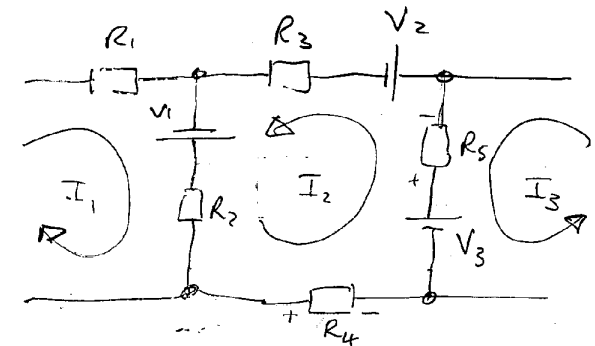 R1 R3 V2
V1 R5
I1 R2 I2 I3
V3
+ R4 -
- +